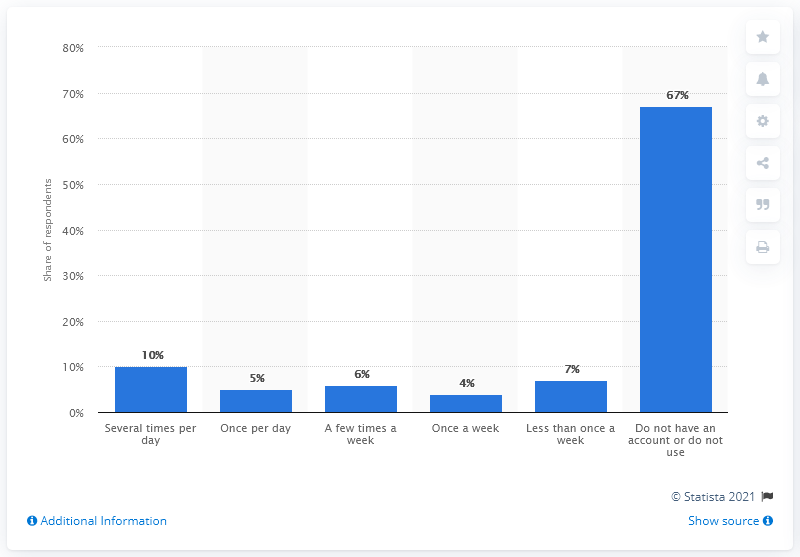 80%
70%
60%
50%
40%
30%
20%
10%
0%
Share of respondents
10%
5%
6%
4%
7%
67%
Several times per
day
Once per day
A few times a
week
Once a week
Less than once a
week
Do not have an
account or do not
use
© Statista 2021
Additional Information
Show source